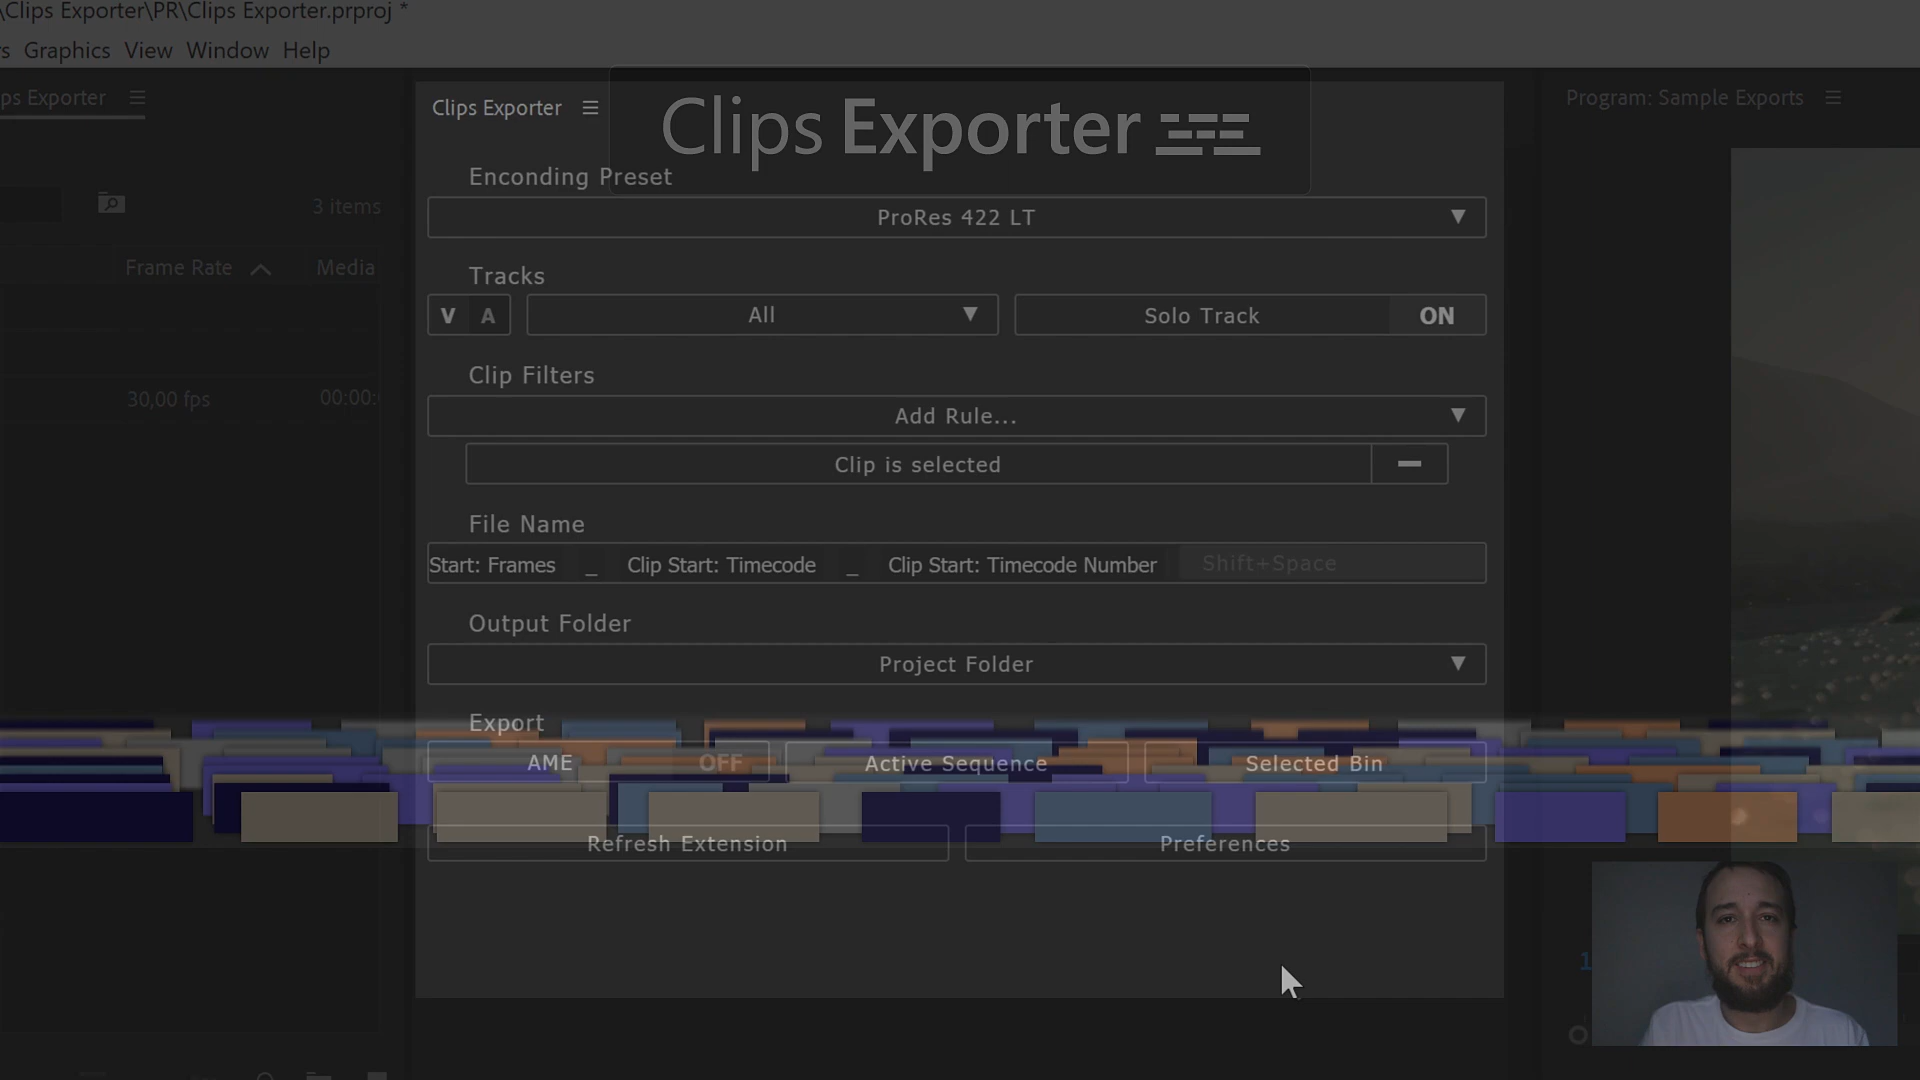 \Clips Exporter\PR\Clips Exporter.prproj *
s Graphics View Window Help
ps Exporter
Clips Exporter
Clips Exporter
Program: Sample Exports
Enconding Preset
3 items
ProRes 422 LT
Frame Rate Media
Tracks
V A All Solo Track ON
Clip Filters
30,00 fps 00:00:
Add Rule...
Clip is selected
File Name
Start: Frames _ Clip Start: Timecode _ Clip Start: Timecode Number Shift+Space
Output Folder
Project Folder
Export
AME OFF Active Sequence Selected Bin
Refresh Extension Preferences
1